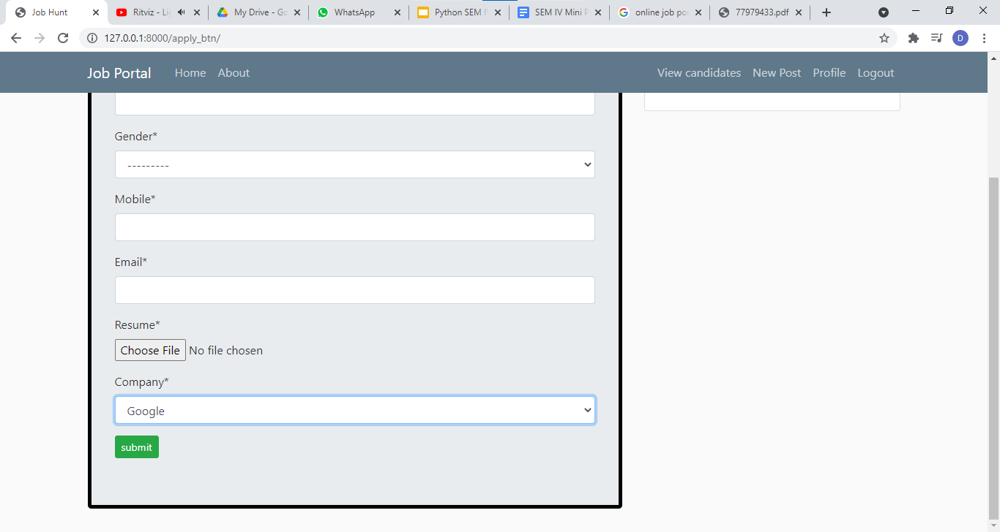 Job Hunt
Ritviz - Lig
My Drive - Go
WhatsApp
Python SEM I
SEM IV Mini P
online job por
77979433.pdf
127.0.0.1:8000/apply_btn/
D
Job Portal Home About View candidates New Post Profile Logout
Gender*
---------
Mobile*
Email*
Resume*
Choose File No file chosen
Company*
Google
submit